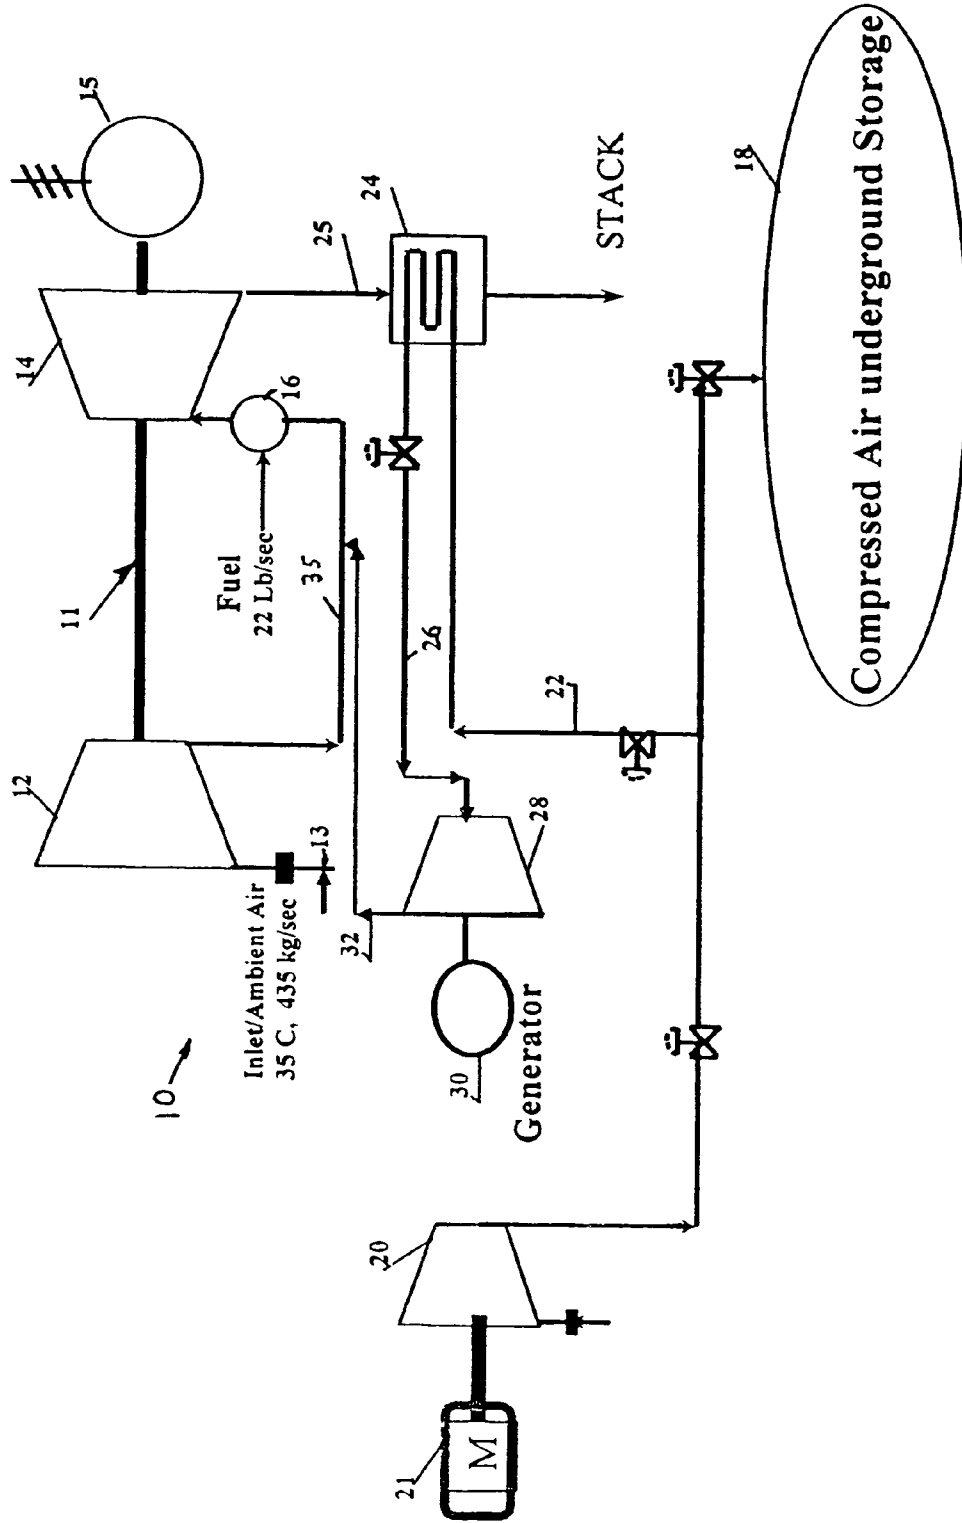 15
14
16
11
12
Fuel
22 Lb/sec
35
25
24
STACK
13
Inlet/Ambient Air
35 C, 435 kg/sec
10
32
26
28
22
30
Generator
18
Compressed Air underground Storage
20
21
M